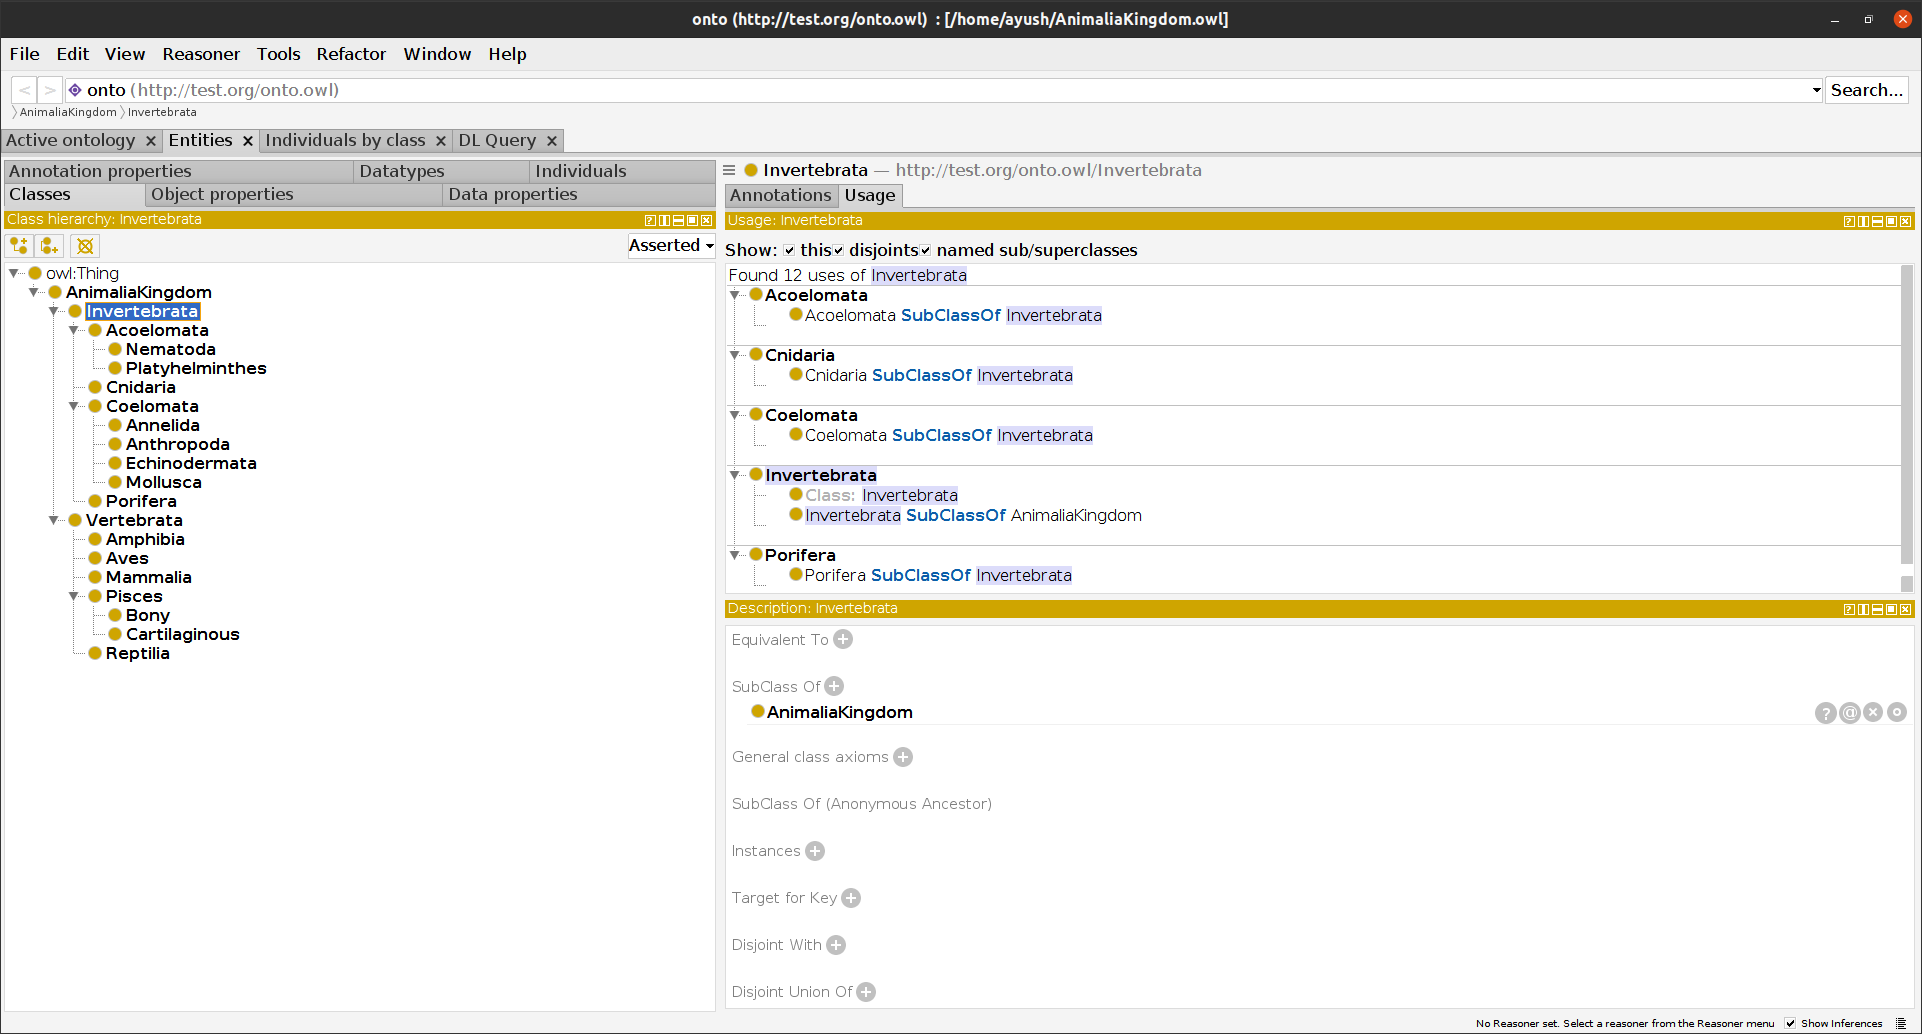 onto (http://test.org/onto.owl) : [/home/ayush/AnimaliaKingdom.owl]
File Edit View Reasoner Tools Refactor Window Help
< > onto (http://test.org/onto.owl) Search...
〉AnimaliaKingdom 〉Invertebrata
Active ontology × Entities × Individuals by class × DL Query ×
Annotation properties Datatypes Individuals
Classes Object properties Data properties
Class hierarchy: Invertebrata
Asserted
owl:Thing
AnimaliaKingdom
Invertebrata
Acoelomata
Nematoda
Platyhelminthes
Cnidaria
Coelomata
Annelida
Anthropoda
Echinodermata
Mollusca
Porifera
Vertebrata
Amphibia
Aves
Mammalia
Pisces
Bony
Cartilaginous
Reptilia
Invertebrata — http://test.org/onto.owl/Invertebrata
Annotations Usage
Usage: Invertebrata
Show: this disjoints named sub/superclasses
Found 12 uses of Invertebrata
Acoelomata
Acoelomata SubClassOf Invertebrata
Cnidaria
Cnidaria SubClassOf Invertebrata
Coelomata
Coelomata SubClassOf Invertebrata
Invertebrata
Class: Invertebrata
Invertebrata SubClassOf AnimaliaKingdom
Porifera
Porifera SubClassOf Invertebrata
Description: Invertebrata
Equivalent To
SubClass Of
AnimaliaKingdom
General class axioms
SubClass Of (Anonymous Ancestor)
Instances
Target for Key
Disjoint With
Disjoint Union Of
No Reasoner set. Select a reasoner from the Reasoner menu Show Inferences